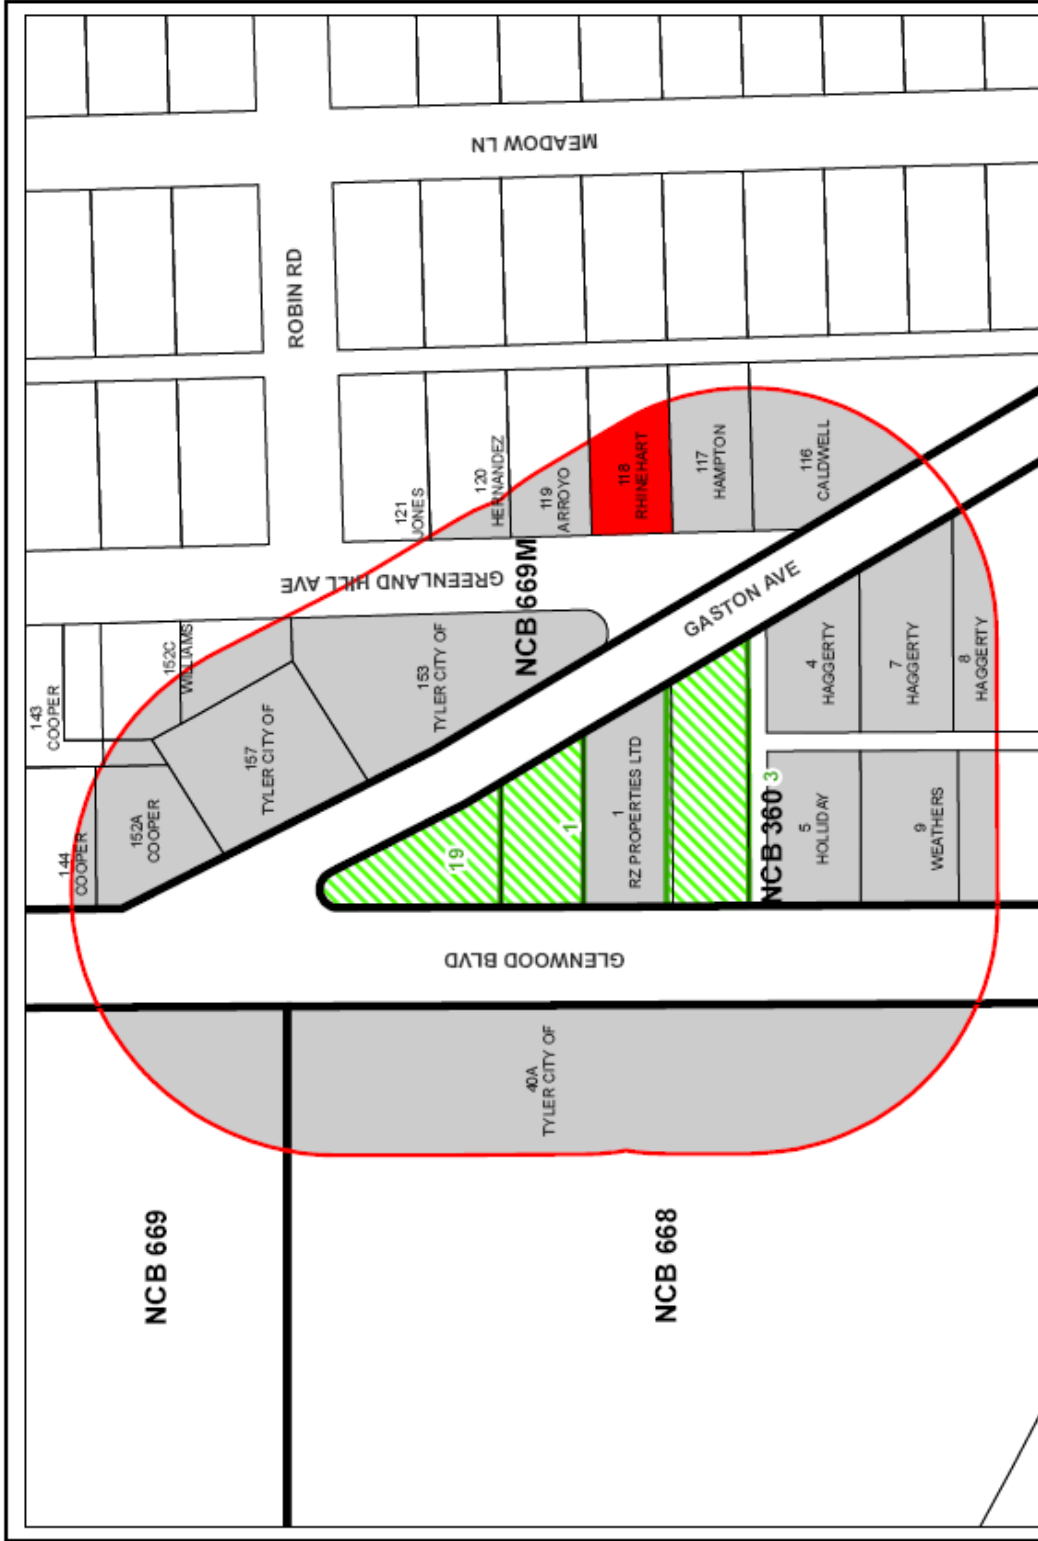 MEADOW LN
ROBIN RD
GREENLAND HILL AVE
121
JONES
120
HERNANDEZ
119
ARROYO
118
RHINEHART
117
HAMPTON
116
CALDWELL
NCB 669M
GASTON AVE
143
COOPER
152C
WILLIAMS
144
COOPER
152A
COOPER
157
TYLER CITY OF
153
TYLER CITY OF
19
1
1
RZ PROPERTIES LTD
3
NCB 360
4
HAGGERTY
7
HAGGERTY
8
HAGGERTY
5
HOLLIDAY
9
WEATHERS
GLENWOOD BLVD
40A
TYLER CITY OF
NCB 669
NCB 668